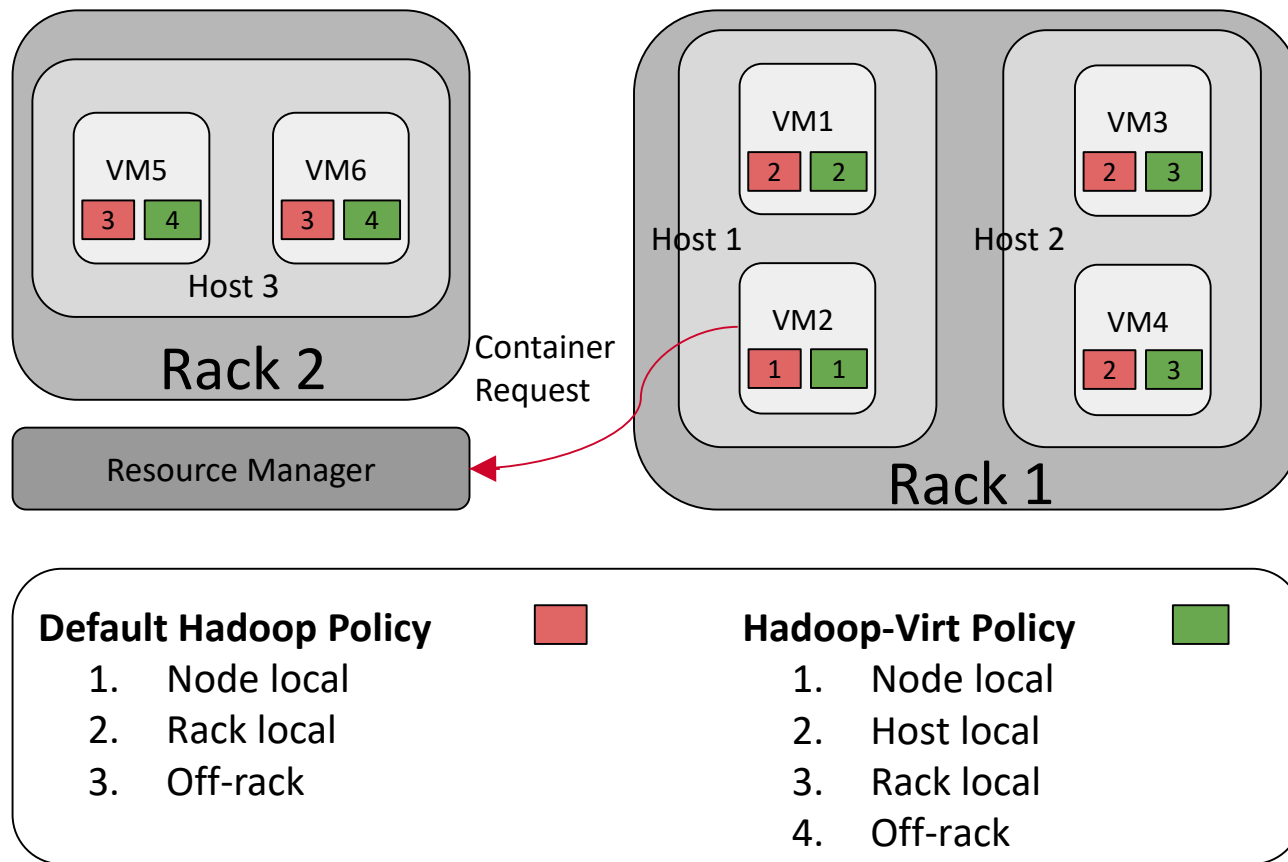 VM5
3 4
VM6
3 4
Host 3
Rack 2
Resource Manager
Container
Request
VM1
2 2
Host 1
VM2
1 1
VM3
2 3
Host 2
VM4
2 3
Rack 1
Default Hadoop Policy
1. Node local
2. Rack local
3. Off-rack
Hadoop-Virt Policy
1. Node local
2. Host local
3. Rack local
4. Off-rack